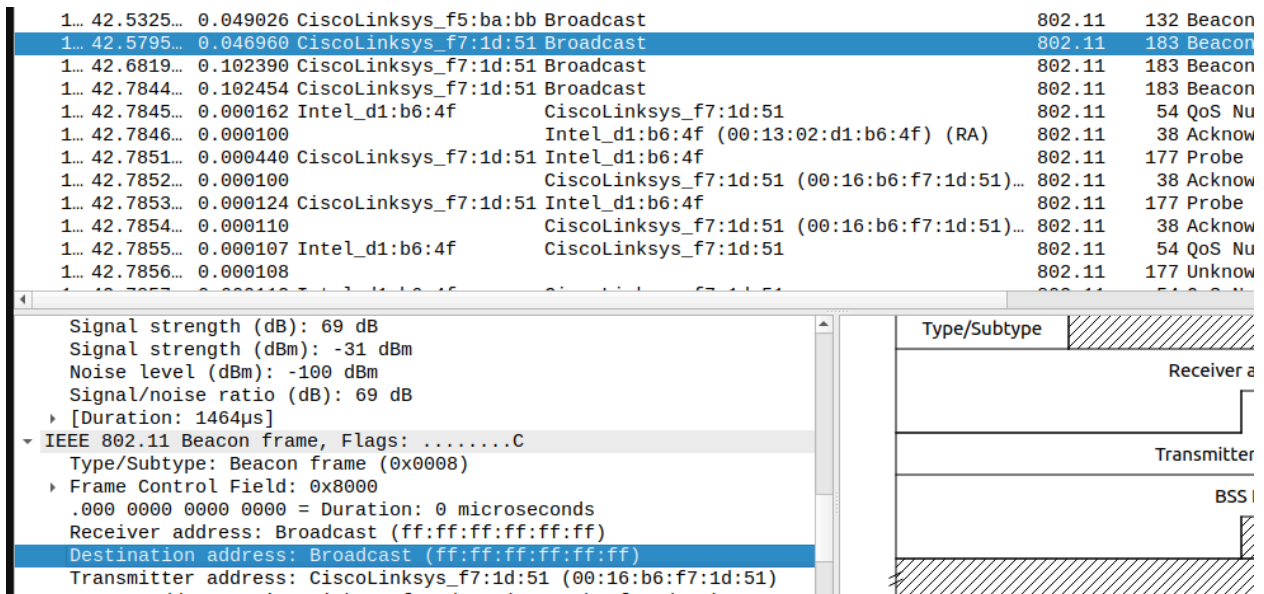 1… 42.5325… 0.049026 CiscoLinksys_f5:ba:bb Broadcast 802.11 132 Beacon
1… 42.5795… 0.046960 CiscoLinksys_f7:1d:51 Broadcast 802.11 183 Beacon
1… 42.6819… 0.102390 CiscoLinksys_f7:1d:51 Broadcast 802.11 183 Beacon
1… 42.7844… 0.102454 CiscoLinksys_f7:1d:51 Broadcast 802.11 183 Beacon
1… 42.7845… 0.000162 Intel_d1:b6:4f CiscoLinksys_f7:1d:51 802.11 54 QoS Nu
1… 42.7846… 0.000100 Intel_d1:b6:4f (00:13:02:d1:b6:4f) (RA) 802.11 38 Acknow
1… 42.7851… 0.000440 CiscoLinksys_f7:1d:51 Intel_d1:b6:4f 802.11 177 Probe
1… 42.7852… 0.000100 CiscoLinksys_f7:1d:51 (00:16:b6:f7:1d:51)… 802.11 38 Acknow
1… 42.7853… 0.000124 CiscoLinksys_f7:1d:51 Intel_d1:b6:4f 802.11 177 Probe
1… 42.7854… 0.000110 CiscoLinksys_f7:1d:51 (00:16:b6:f7:1d:51)… 802.11 38 Acknow
1… 42.7855… 0.000107 Intel_d1:b6:4f CiscoLinksys_f7:1d:51 802.11 54 QoS Nu
1… 42.7856… 0.000108 802.11 177 Unknow
Signal strength (dB): 69 dB
Signal strength (dBm): -31 dBm
Noise level (dBm): -100 dBm
Signal/noise ratio (dB): 69 dB
[Duration: 1464µs]
IEEE 802.11 Beacon frame, Flags: ........C
Type/Subtype: Beacon frame (0x0008)
Frame Control Field: 0x8000
.000 0000 0000 0000 = Duration: 0 microseconds
Receiver address: Broadcast (ff:ff:ff:ff:ff:ff)
Destination address: Broadcast (ff:ff:ff:ff:ff:ff)
Transmitter address: CiscoLinksys_f7:1d:51 (00:16:b6:f7:1d:51)
Type/Subtype
Receiver a
Transmitter
BSS